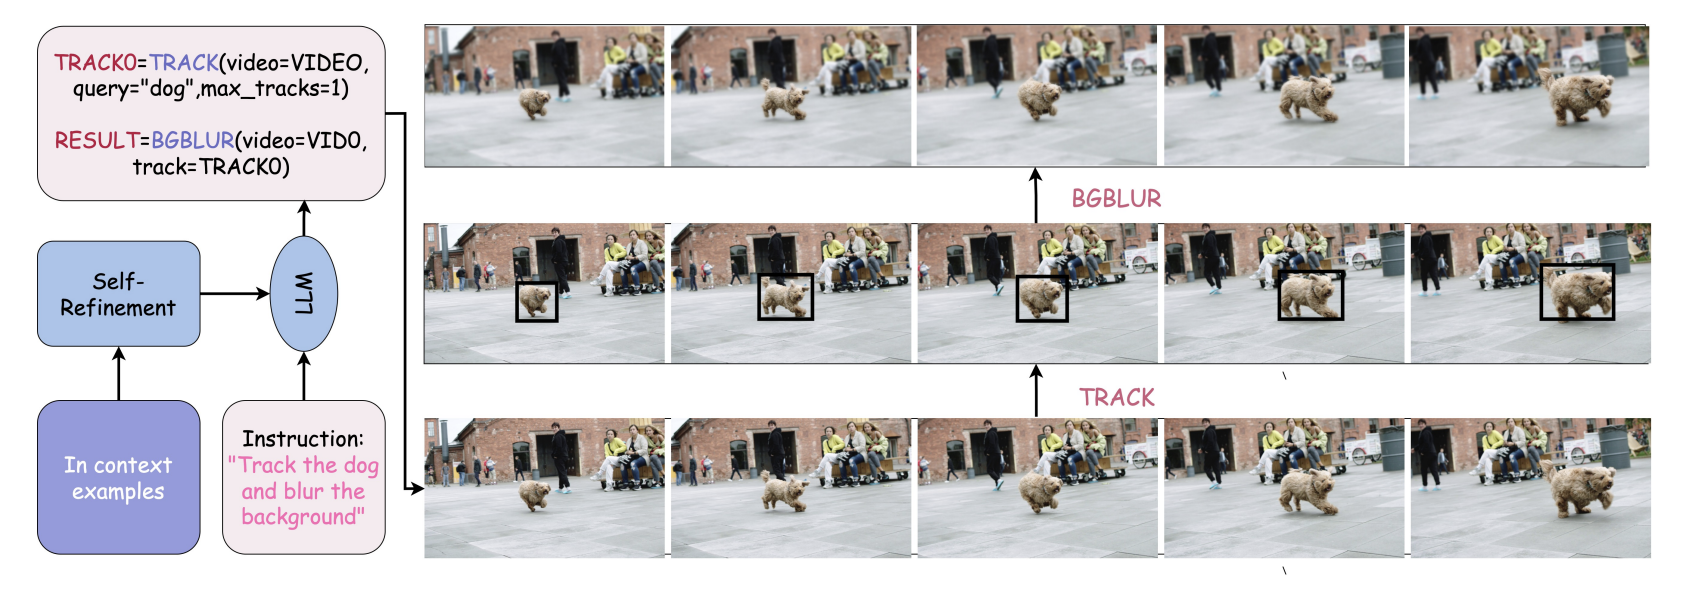 TRACK0=TRACK(video=VIDEO,
query="dog",max_tracks=1)
RESULT=BGBLUR(video=VID0,
track=TRACK0)
Self-
Refinement
LLM
In context
examples
Instruction:
"Track the dog
and blur the
background"
BGBLUR
TRACK